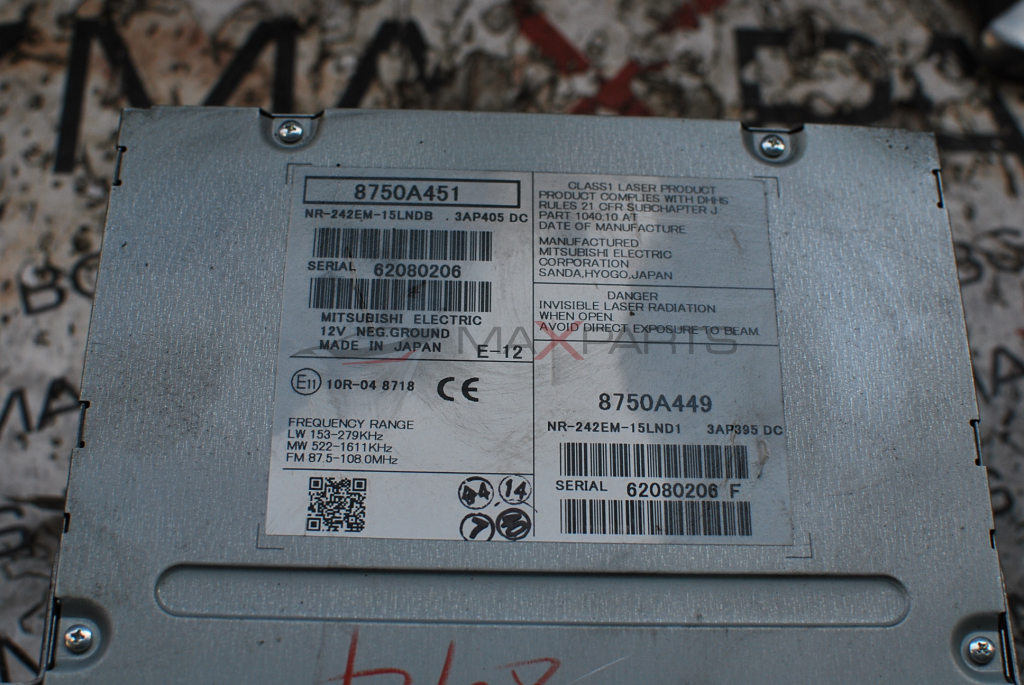 8750A451
NR-242EM-15LNDB . 3AP405 DC
SERIAL 62080206
MITSUBISHI ELECTRIC
12V NEG.GROUND
MADE IN JAPAN E-12
E11 10R-04 8718 CE
FREQUENCY RANGE
LW 153-279KHz
MW 522-1611KHz
FM 87.5-108.0MHz
14
7
CLASS1 LASER PRODUCT
PRODUCT COMPLIES WITH DHHS
RULES 21 CFR SUBCHAPTER J
PART 1040:10 AT
DATE OF MANUFACTURE
MANUFACTURED
MITSUBISHI ELECTRIC
CORPORATION
SANDA,HYOGO,JAPAN
DANGER
INVISIBLE LASER RADIATION
WHEN OPEN.
AVOID DIRECT EXPOSURE TO BEAM
MAXPARTS
8750A449
NR-242EM-15LND1 3AP395 DC
SERIAL 62080206 F